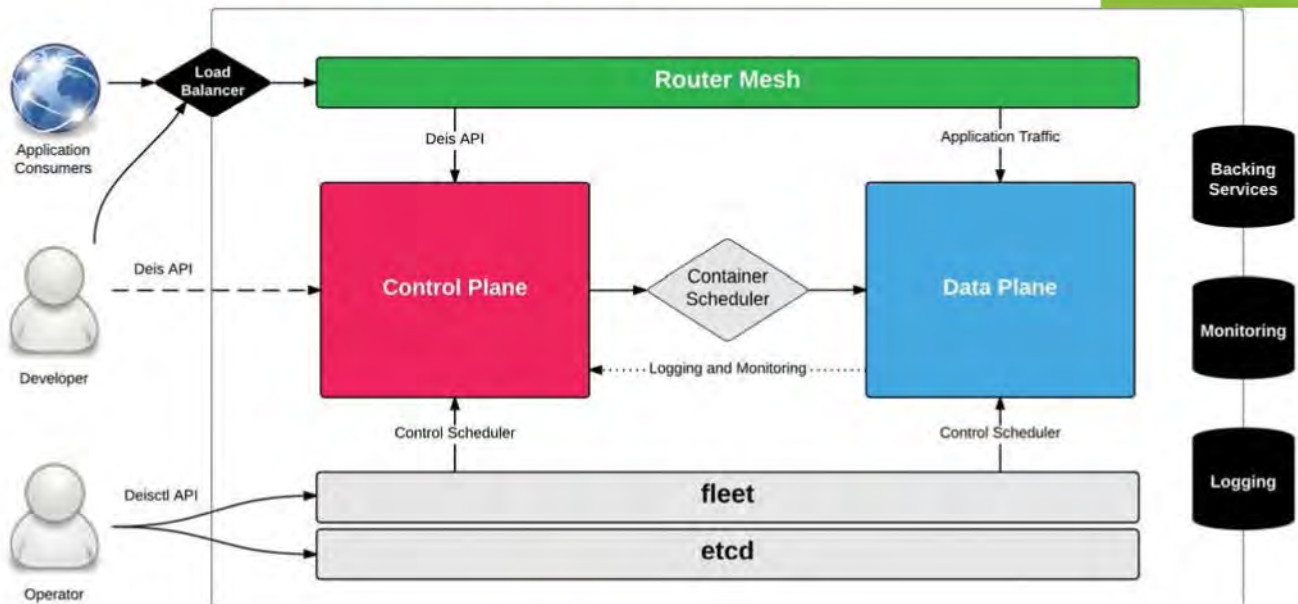 Load
Balancer
Router Mesh
Application
Consumers
Deis API
Application Traffic
Backing
Services
Deis API
Control Plane
Container
Scheduler
Data Plane
Monitoring
Developer
Logging and Monitoring
Control Scheduler
Control Scheduler
Deisctl API
fleet
Logging
etcd
Operator